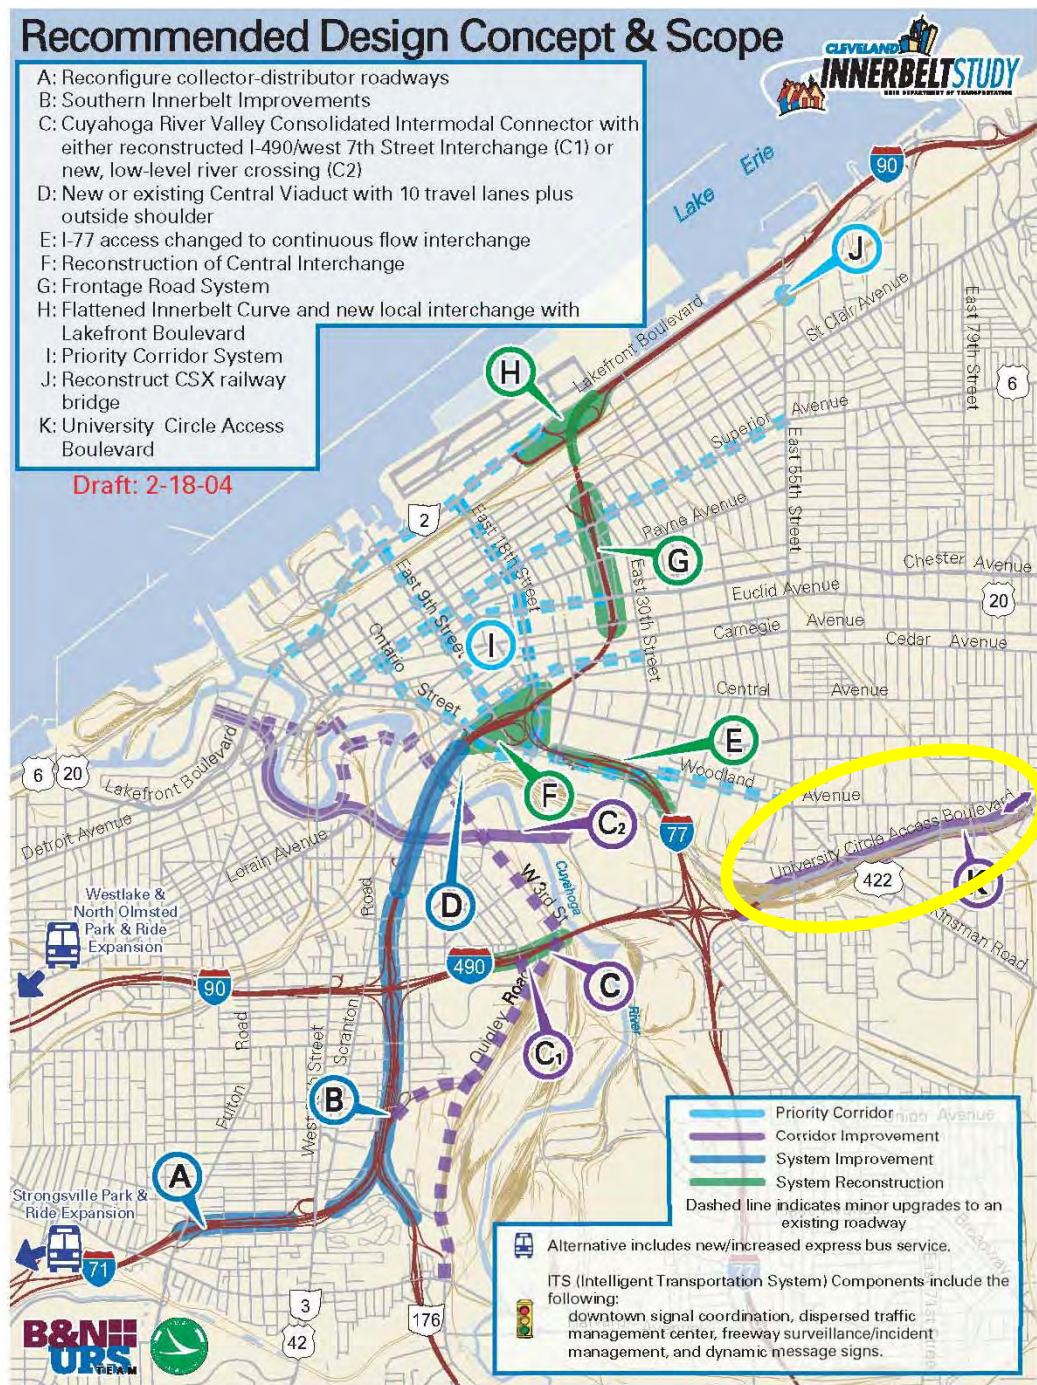 Recommended Design Concept & Scope
CLEVELAND
INNERBELT STUDY
OHIO DEPARTMENT OF TRANSPORTATION
A: Reconfigure collector-distributor roadways
B: Southern Innerbelt Improvements
C: Cuyahoga River Valley Consolidated Intermodal Connector with
either reconstructed I-490/west 7th Street Interchange (C1) or
new, low-level river crossing (C2)
D: New or existing Central Viaduct with 10 travel lanes plus
outside shoulder
E: I-77 access changed to continuous flow interchange
F: Reconstruction of Central Interchange
G: Frontage Road System
H: Flattened Innerbelt Curve and new local interchange with
Lakefront Boulevard
I: Priority Corridor System
J: Reconstruct CSX railway
bridge
K: University Circle Access
Boulevard
Draft: 2-18-04
Lake Erie
90
J
St Clair Avenue
East 79th Street
6
Lakefront Boulevard
H
Superior Avenue
East 55th Street
2
East 18th Street
Payne Avenue
G
East 9th Street
East 30th Street
Chester Avenue
Euclid Avenue
20
Ontario Street
I
Carnegie Avenue
Cedar Avenue
Central Avenue
E
Woodland Avenue
6
20
Lakefront Boulevard
F
Detroit Avenue
Lorain Avenue
C2
77
University Circle Access Boulevard
422
K
Kinsman Road
Westlake &
North Olmsted
Park & Ride
Expansion
Road
D
W 3rd St
Cuyahoga
River
490
90
C
Quigley Road
C1
Scranton
Road
Fulton
B
A
Strongsville Park &
Ride Expansion
71
3
42
176
Priority Corridor
Corridor Improvement
System Improvement
System Reconstruction
Dashed line indicates minor upgrades to an
existing roadway
Union Avenue
Alternative includes new/increased express bus service.
Broadway
77
ITS (Intelligent Transportation System) Components include the
following:
downtown signal coordination, dispersed traffic
management center, freeway surveillance/incident
management, and dynamic message signs.
B&N
URS
TEAM